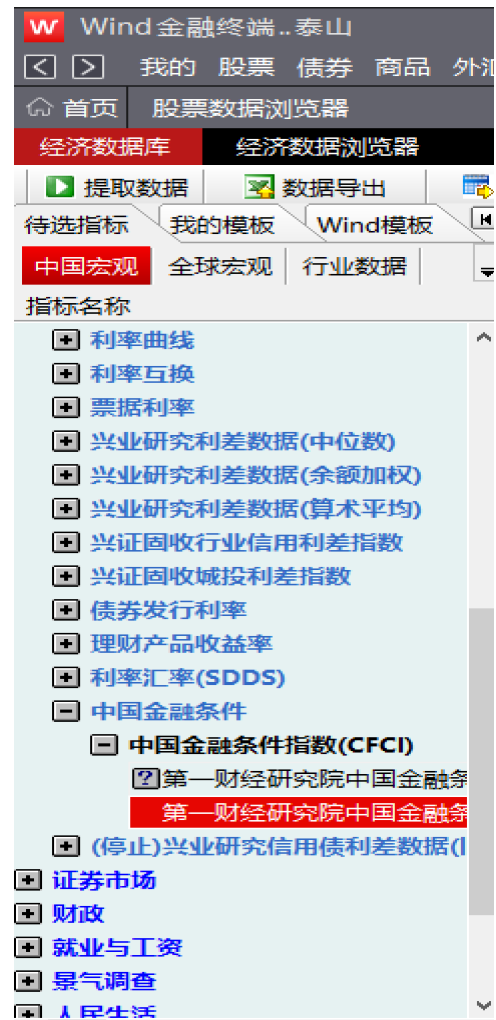 W Wind金融终端..泰山
< > 我的 股票 债券 商品 外汇
首页 股票数据浏览器
经济数据库 经济数据浏览器
提取数据 数据导出
待选指标 我的模板 Wind模板
中国宏观 全球宏观 行业数据
指标名称
利率曲线
利率互换
票据利率
兴业研究利差数据(中位数)
兴业研究利差数据(余额加权)
兴业研究利差数据(算术平均)
兴证固收行业信用利差指数
兴证固收城投利差指数
债券发行利率
理财产品收益率
利率汇率(SDDS)
中国金融条件
中国金融条件指数(CFCI)
?第一财经研究院中国金融条
第一财经研究院中国金融条
(停止)兴业研究信用债利差数据(
证券市场
财政
就业与工资
景气调查
人民生活